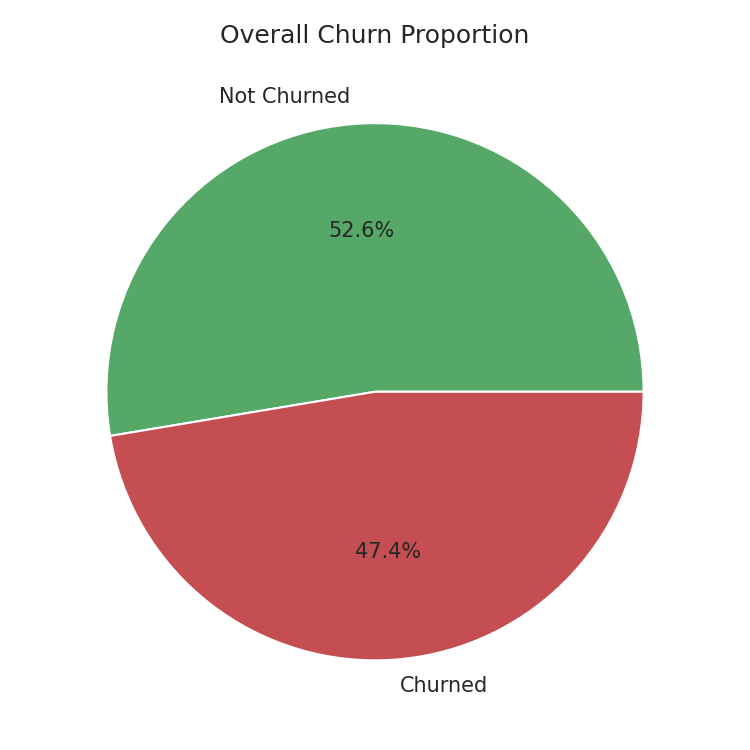 Overall Churn Proportion
Not Churned
52.6%
47.4%
Churned